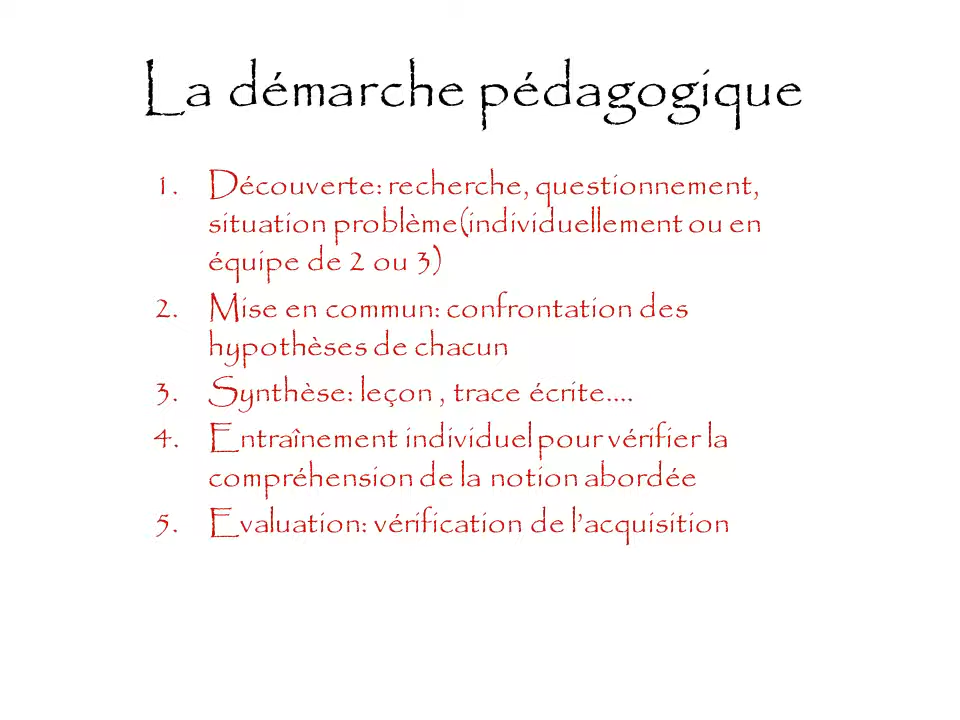 La démarche pédagogique
1. Découverte: recherche, questionnement,
situation problème(individuellement ou en
équipe de 2 ou 3)
2. Mise en commun: confrontation des
hypothèses de chacun
3. Synthèse: leçon , trace écrite....
4. Entraînement individuel pour vérifier la
compréhension de la notion abordée
5. Evaluation: vérification de l'acquisition